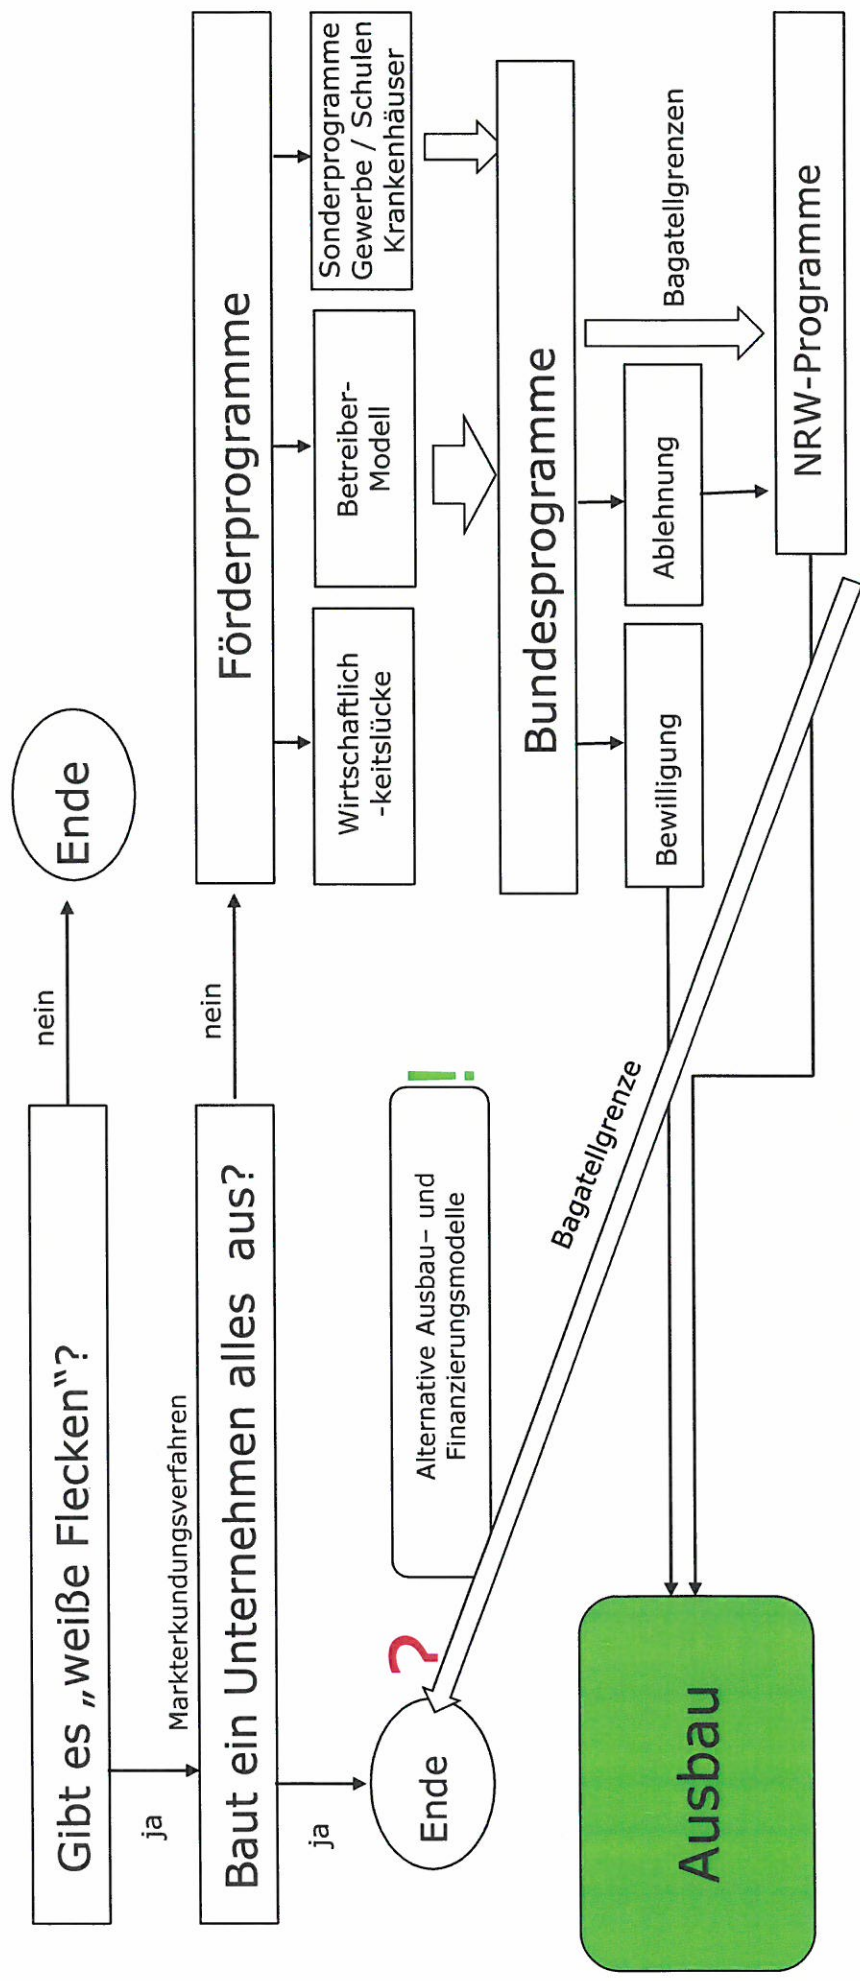 Gibt es „weiße Flecken“?
nein
Ende
ja
Markterkundungsverfahren
Baut ein Unternehmen alles aus?
nein
Förderprogramme
ja
Ende
?
Alternative Ausbau– und
Finanzierungsmodelle
!
Wirtschaftlich
-keitslücke
Betreiber-
Modell
Sonderprogramme
Gewerbe / Schulen
Krankenhäuser
Bundesprogramme
Bagatellgrenze
Bewilligung
Ablehnung
Bagatellgrenzen
Ausbau
NRW-Programme